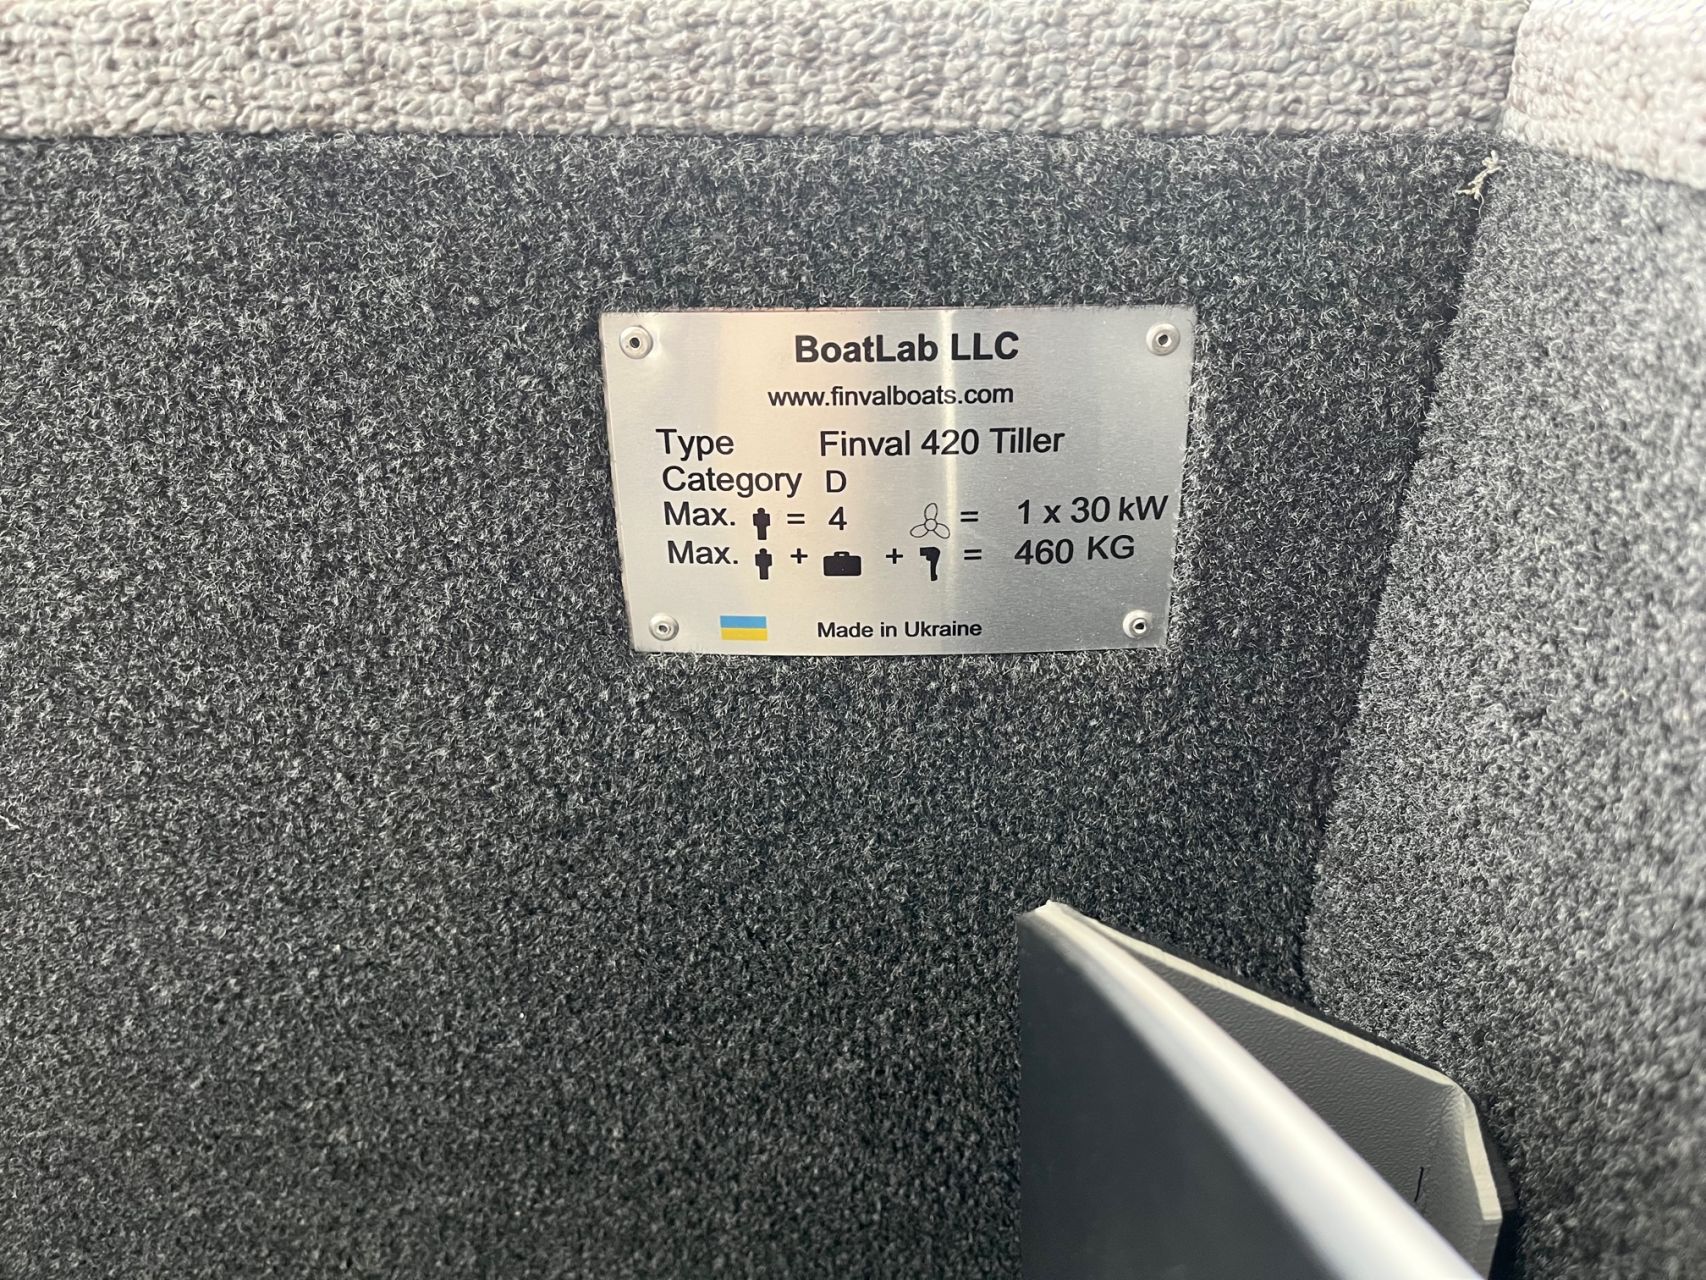 BoatLab LLC
www.finvalboats.com
Type Finval 420 Tiller
Category D
Max. = 4 = 1 x 30 kW
Max. + + = 460 KG
Made in Ukraine